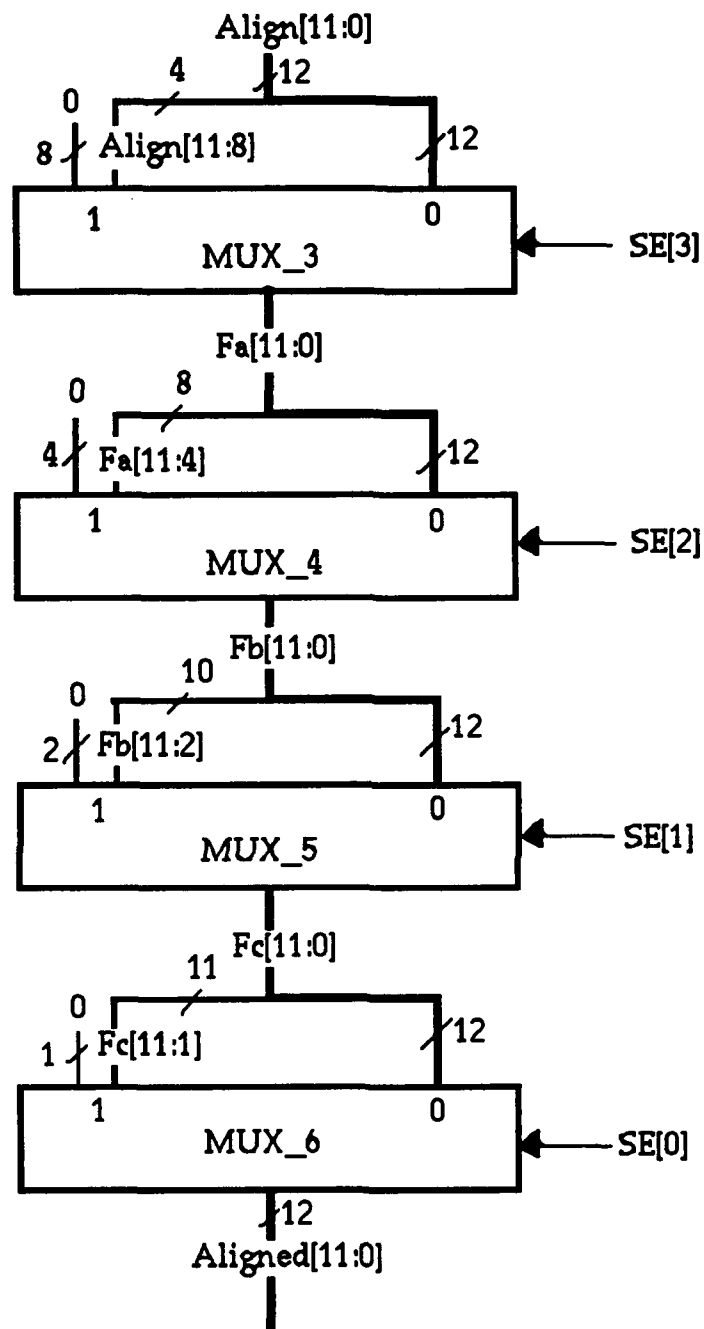 Align[11:0]
4
12
0
8
Align[11:8]
12
1
0
MUX_3
SE[3]
Fa[11:0]
0
8
4
Fa[11:4]
12
1
0
MUX_4
SE[2]
Fb[11:0]
0
10
2
Fb[11:2]
12
1
0
MUX_5
SE[1]
Fc[11:0]
0
11
1
Fc[11:1]
12
1
0
MUX_6
SE[0]
12
Aligned[11:0]